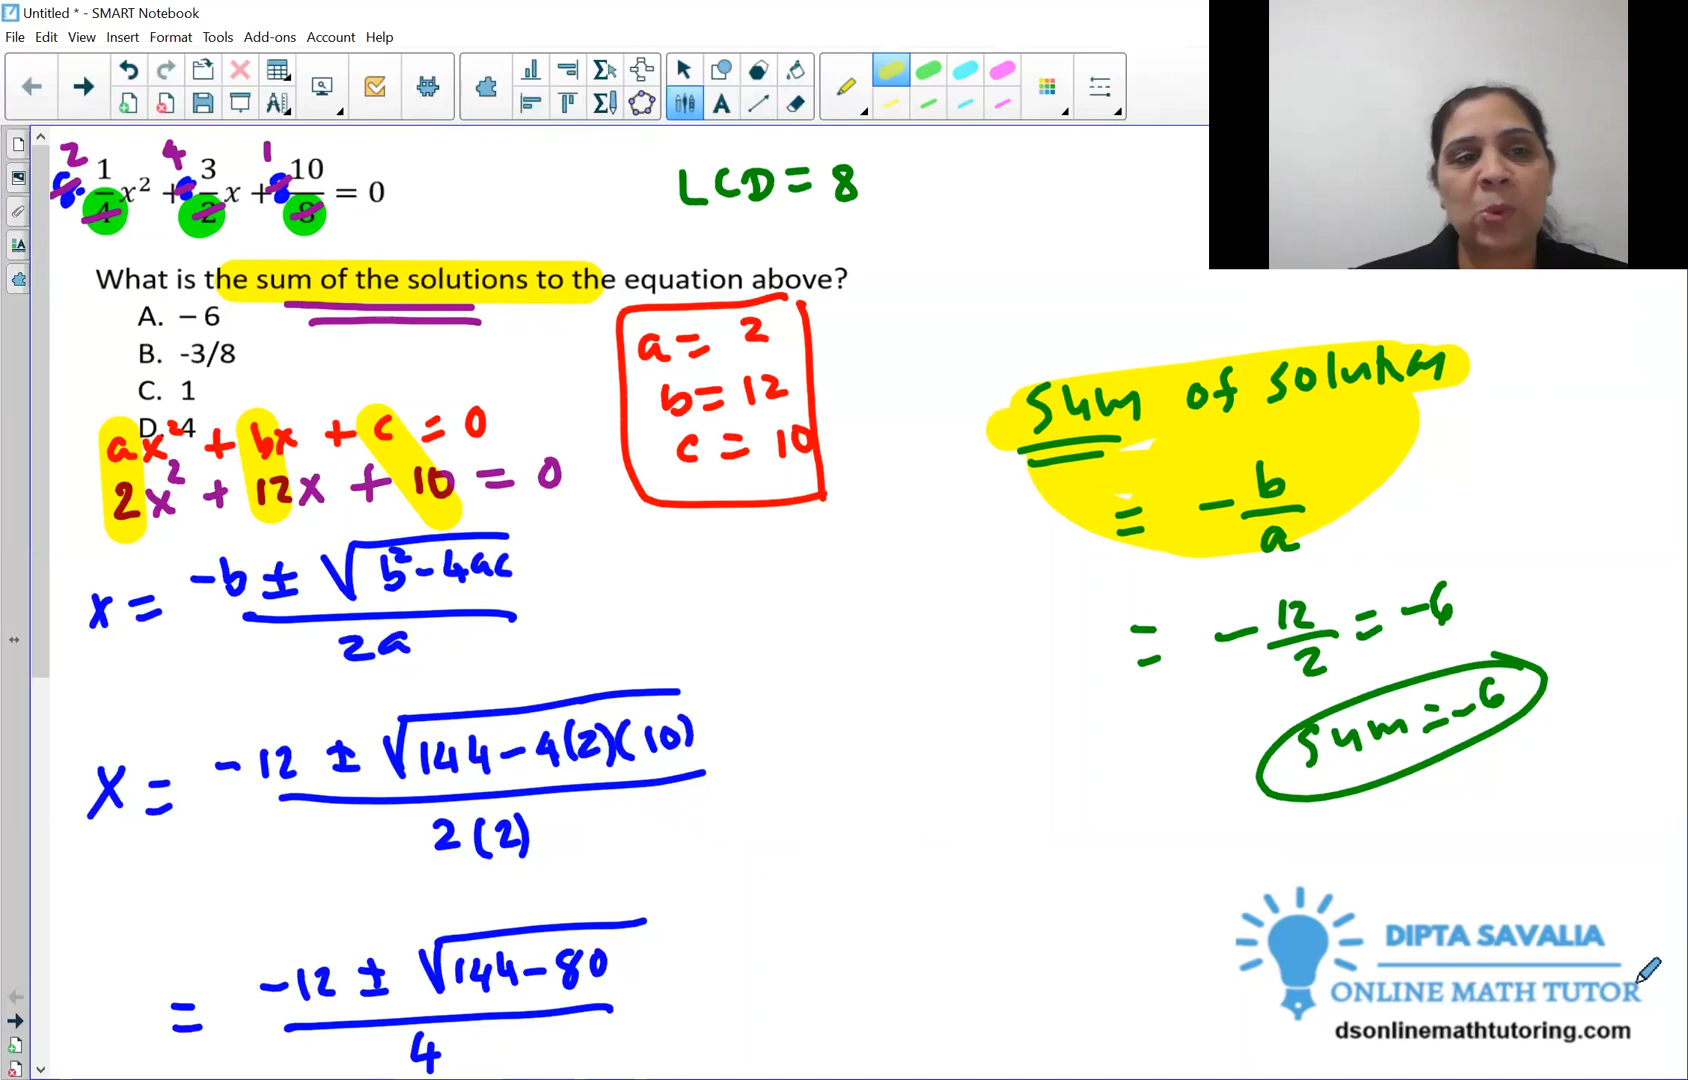 Untitled * - SMART Notebook
File Edit View Insert Format Tools Add-ons Account Help
2 4 1
8· 1/4 x² + 8 3/2 x + 8 10/8 = 0
LCD = 8
What is the sum of the solutions to the equation above?
A. – 6
B. -3/8
C. 1
D. 4
ax² + bx + c = 0
2x² + 12x + 10 = 0
a = 2
b = 12
c = 10
x = (-b ± √(b² - 4ac)) / 2a
x = (-12 ± √(144 - 4(2)(10))) / 2(2)
= (-12 ± √(144 - 80)) / 4
Sum of solution
= - b/a
= - 12/2 = -6
Sum = -6
DIPTA SAVALIA
ONLINE MATH TUTOR
dsonlinemathtutoring.com